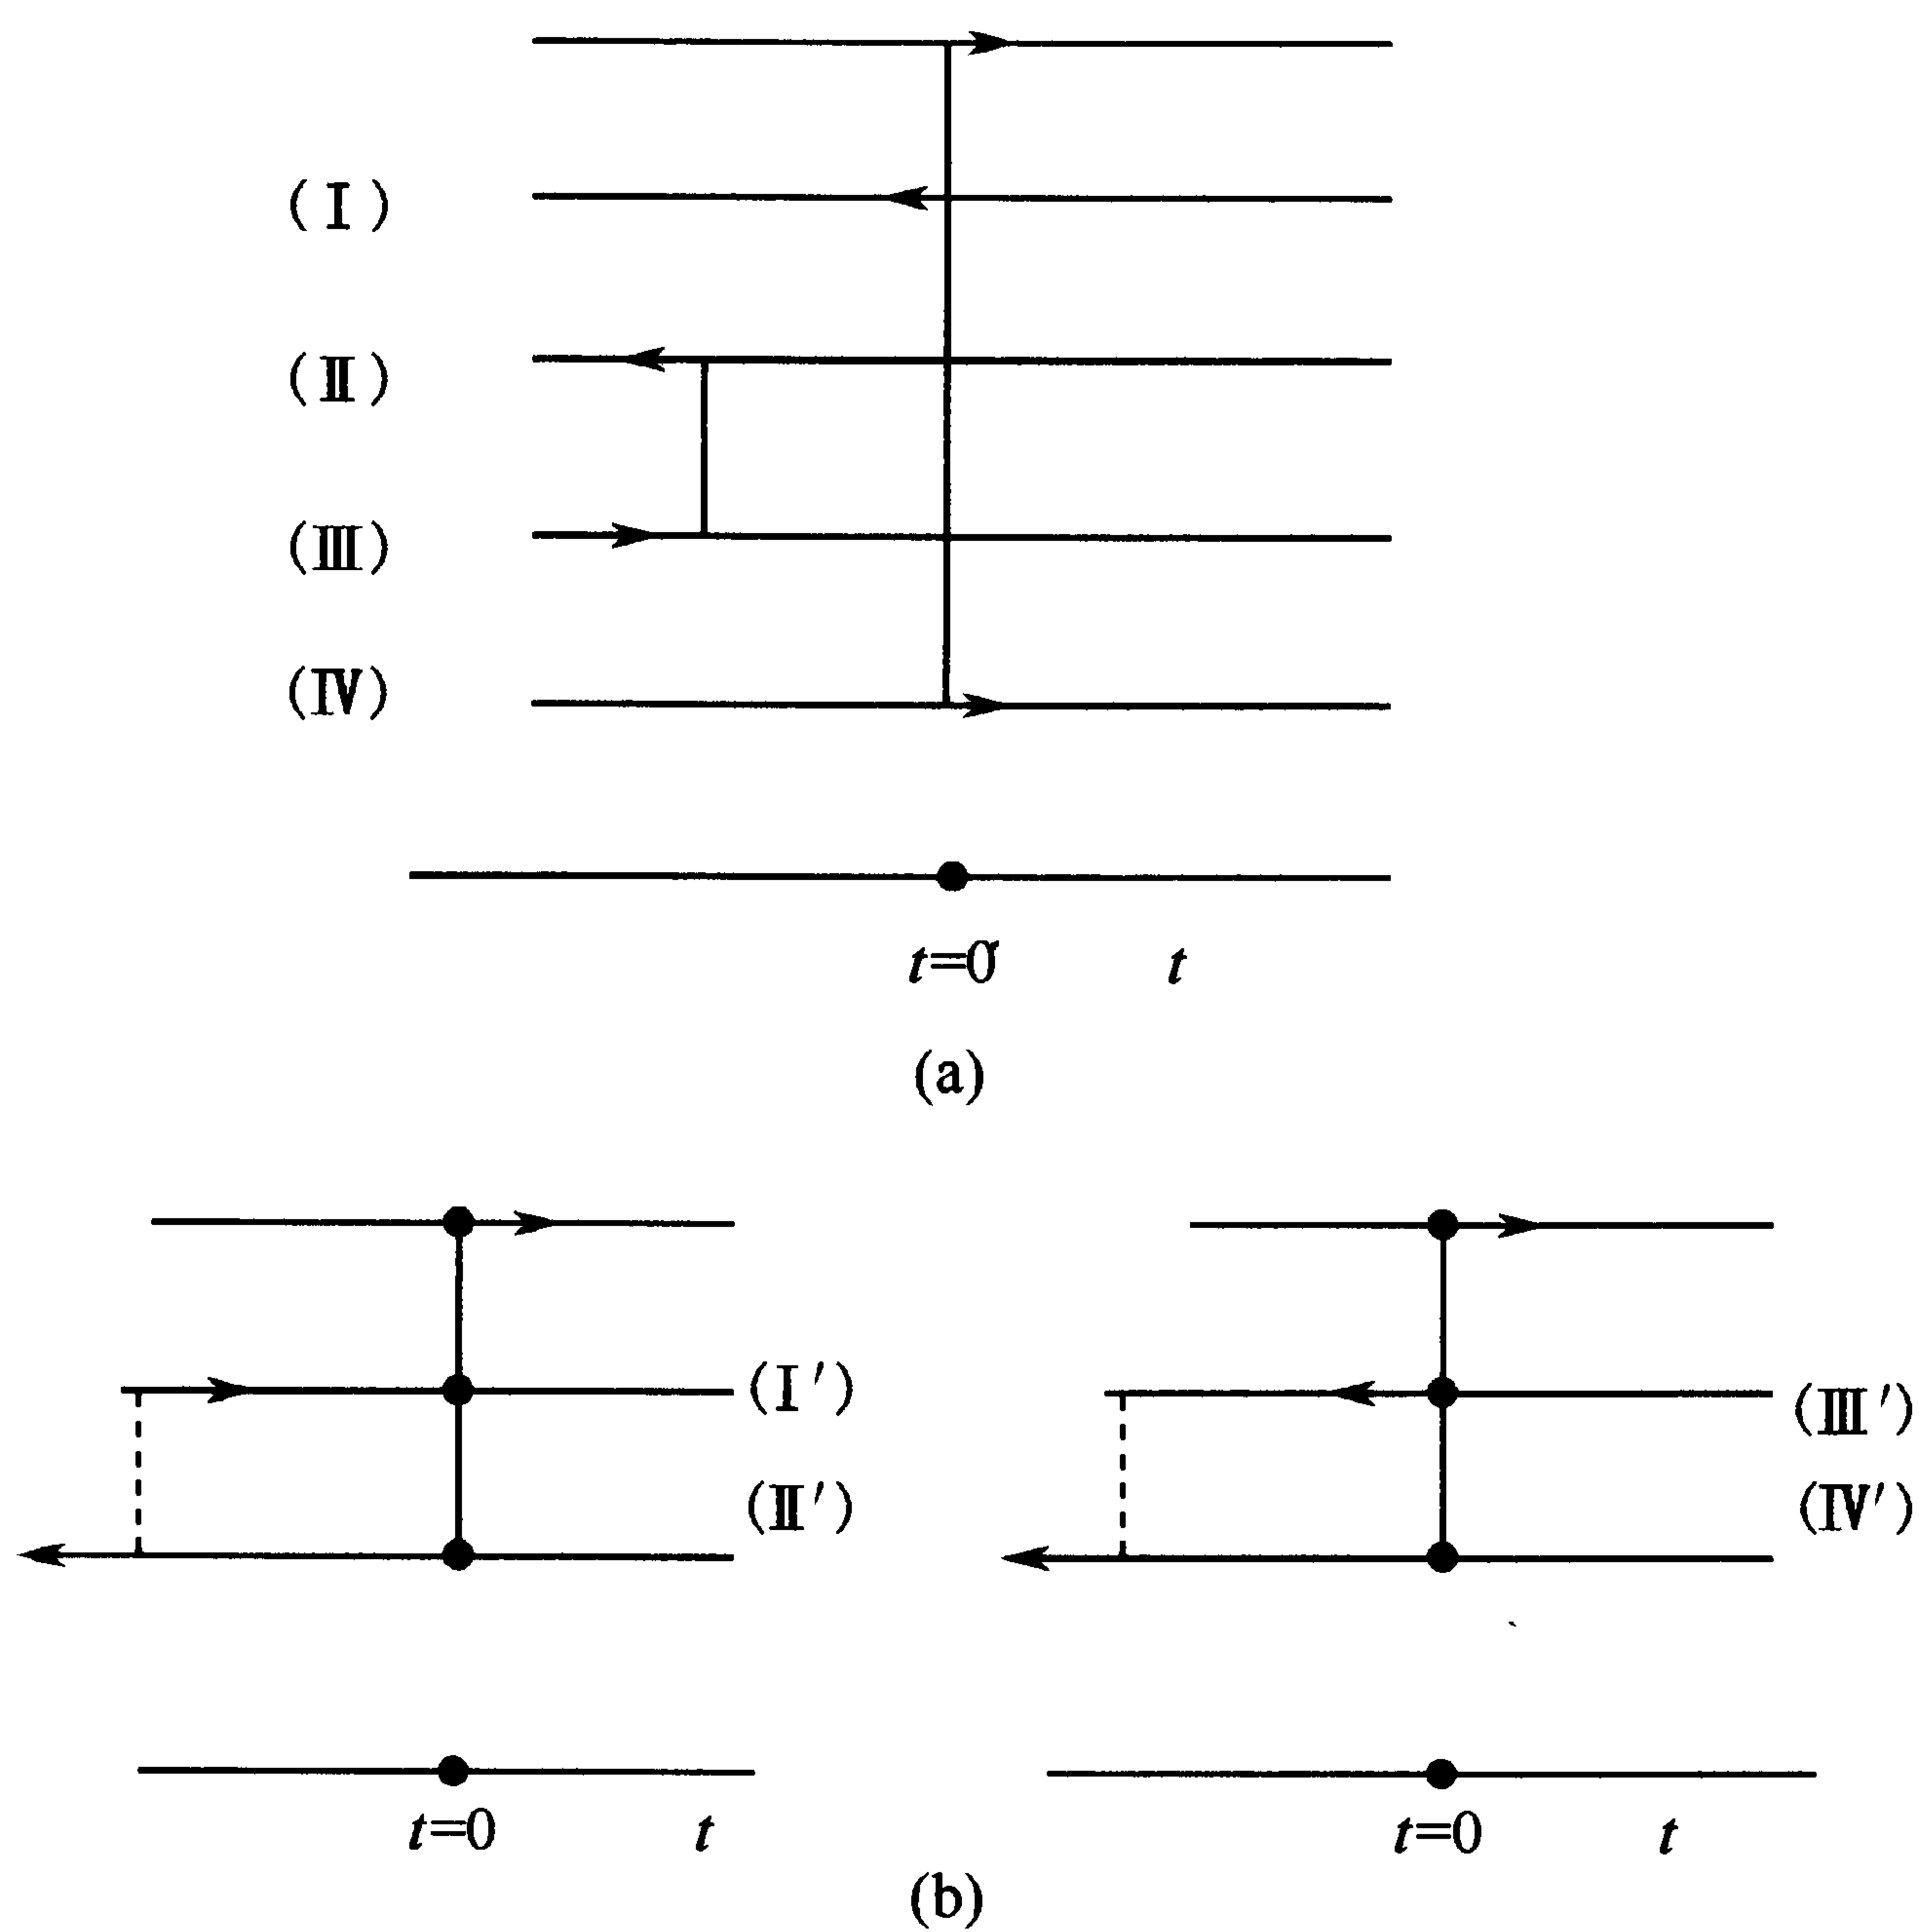 (Ⅰ)
(Ⅱ)
(Ⅲ)
(Ⅳ)
t=0 t
(a)
(Ⅰ′)
(Ⅱ′)
(Ⅲ′)
(Ⅳ′)
t=0 t
t=0 t
(b)